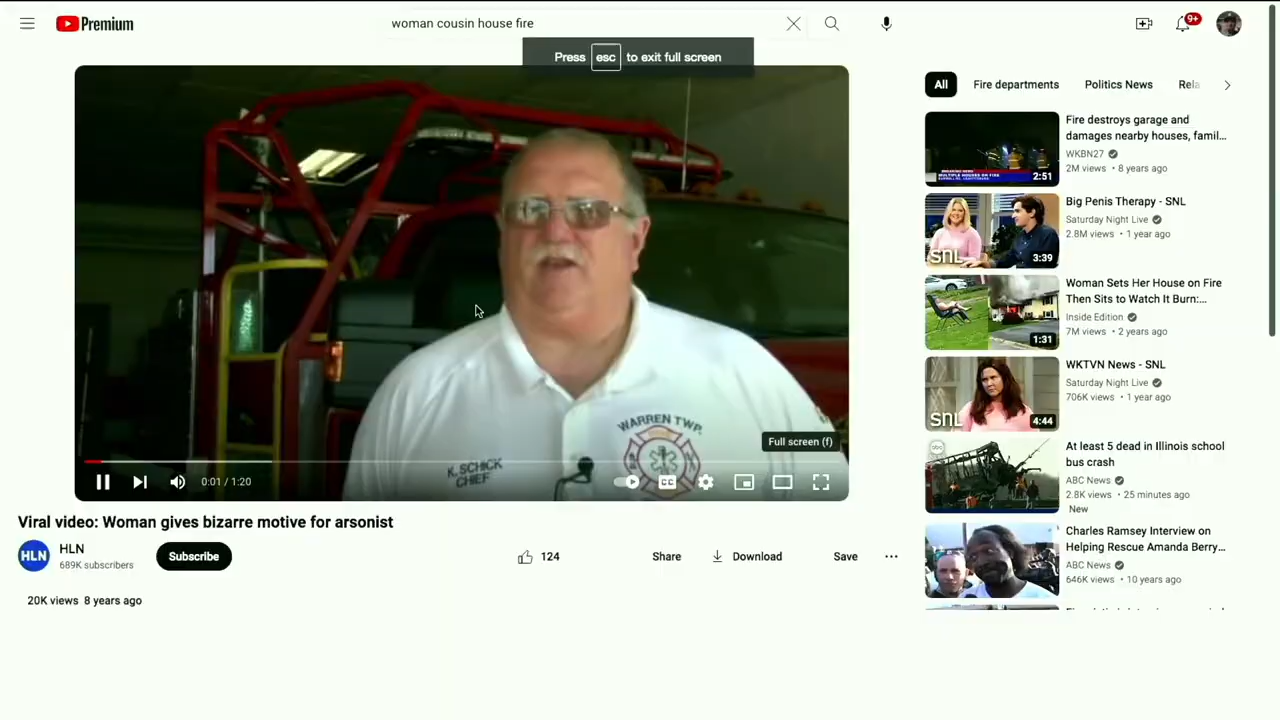 Premium
woman cousin house fire
9+
Press esc to exit full screen
WARREN TWP.
K. SCHICK
CHIEF
Full screen (f)
0:01 / 1:20
CC
Viral video: Woman gives bizarre motive for arsonist
HLN
HLN
689K subscribers
Subscribe
124
Share
Download
Save
20K views 8 years ago
All
Fire departments
Politics News
Rela
Fire destroys garage and
damages nearby houses, famil...
WKBN27
2M views • 8 years ago
MULTIPLE HOUSES ON FIRE
2:51
Big Penis Therapy - SNL
Saturday Night Live
2.8M views • 1 year ago
SNL
3:39
Woman Sets Her House on Fire
Then Sits to Watch It Burn:...
Inside Edition
7M views • 2 years ago
1:31
WKTVN News - SNL
Saturday Night Live
706K views • 1 year ago
SNL
4:44
At least 5 dead in Illinois school
bus crash
ABC News
2.8K views • 25 minutes ago
New
abc
Charles Ramsey Interview on
Helping Rescue Amanda Berry...
ABC News
646K views • 10 years ago